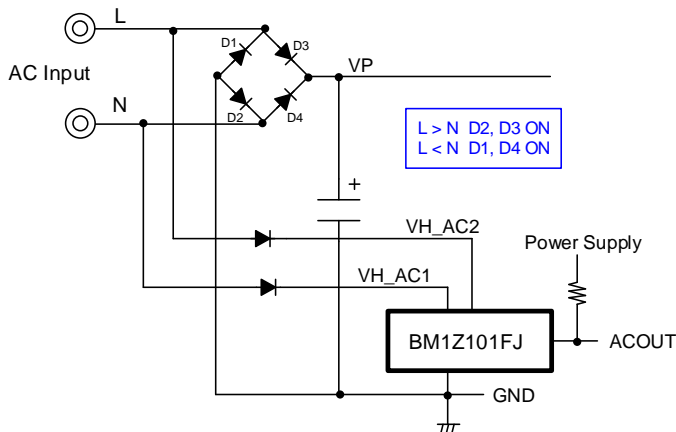 L
D1
D3
AC Input
VP
N
D2
D4
L > N D2, D3 ON
L < N D1, D4 ON
+
VH_AC2
Power Supply
VH_AC1
BM1Z101FJ
ACOUT
GND